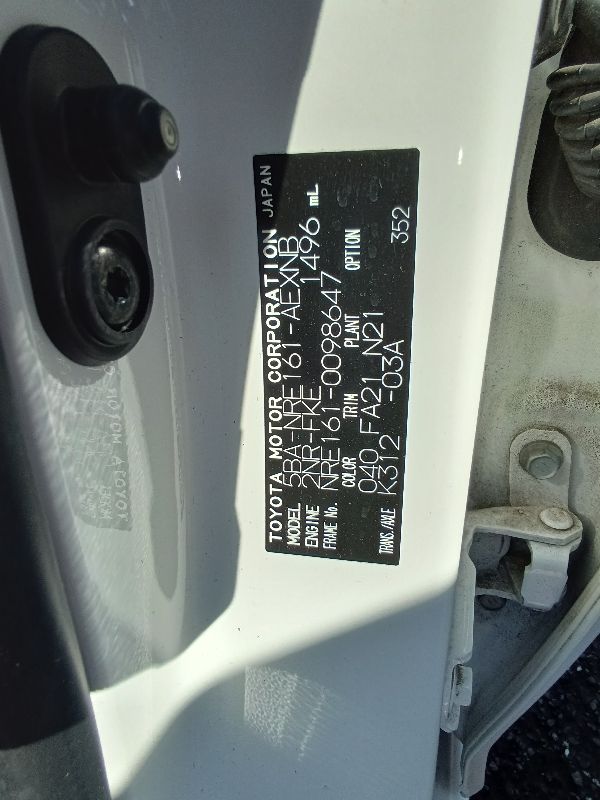 TOYOTA MOTOR CORPORATION JAPAN
MODEL 5BA-NRE161-AEXNB
ENGINE 2NR-FKE 1496 mL
FRAME No. NRE161-0098647
COLOR TRIM PLANT OPTION
040 FA21 N21
TRANS./AXLE K312 -03A 352